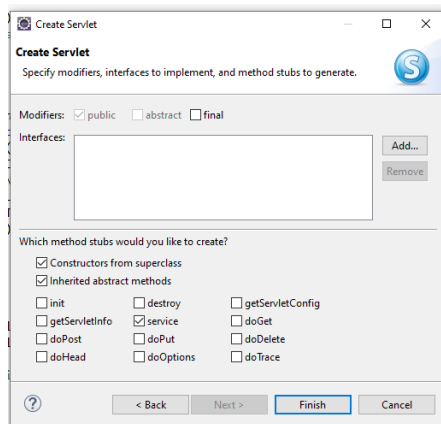 Create Servlet
Create Servlet
Specify modifiers, interfaces to implement, and method stubs to generate.
S
Modifiers: public abstract final
Interfaces: Add...
Remove
Which method stubs would you like to create?
Constructors from superclass
Inherited abstract methods
init destroy getServletConfig
getServletInfo service doGet
doPost doPut doDelete
doHead doOptions doTrace
? < Back Next > Finish Cancel